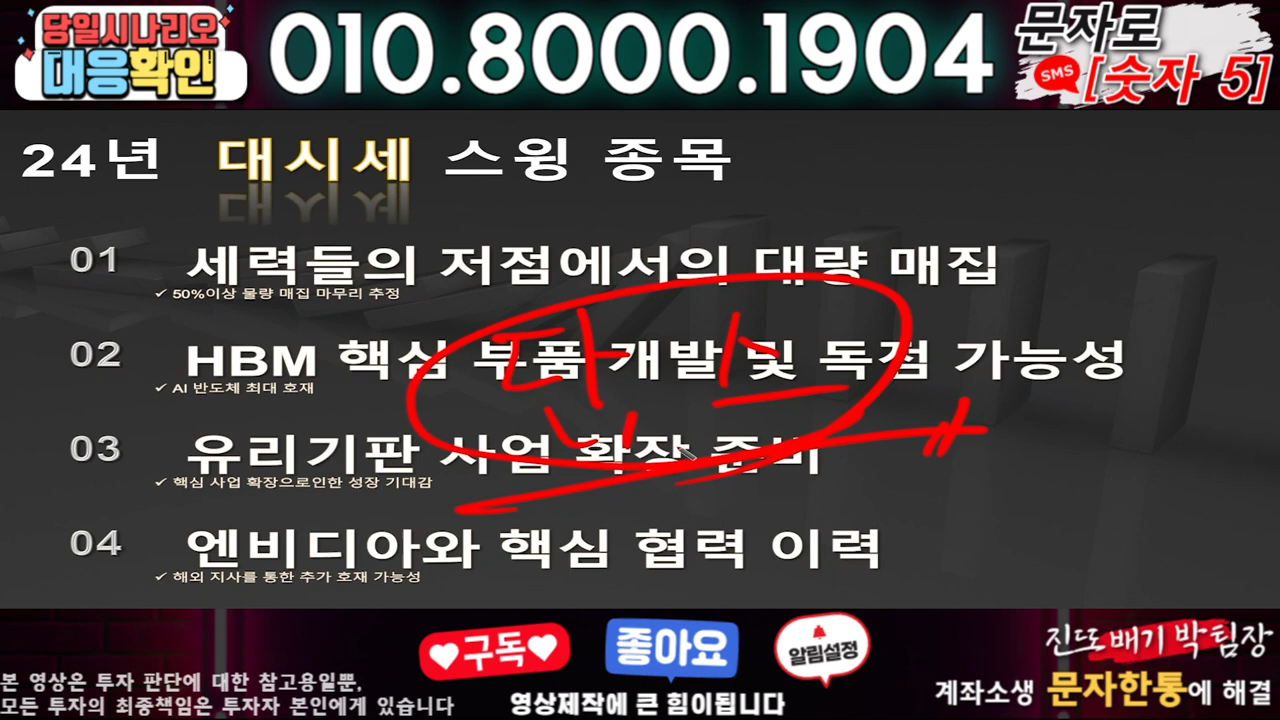 당일시나리오
대응확인
010.8000.1904
문자로
SMS
[숫자 5]
24년 대시세 스윙 종목
01 세력들의 저점에서의 대량 매집
✓ 50%이상 물량 매집 마무리 추정
02 HBM 핵심 부품 개발 및 독점 가능성
✓ AI 반도체 최대 호재
탄스
03 유리기판 사업 확장 준비
✓ 핵심 사업 확장으로인한 성장 기대감
04 엔비디아와 핵심 협력 이력
✓ 해외 지사를 통한 추가 호재 가능성
구독
좋아요
알림설정
진또배기 박팀장
본 영상은 투자 판단에 대한 참고용일뿐,
모든 투자의 최종책임은 투자자 본인에게 있습니다
영상제작에 큰 힘이됩니다
계좌소생 문자한통에 해결